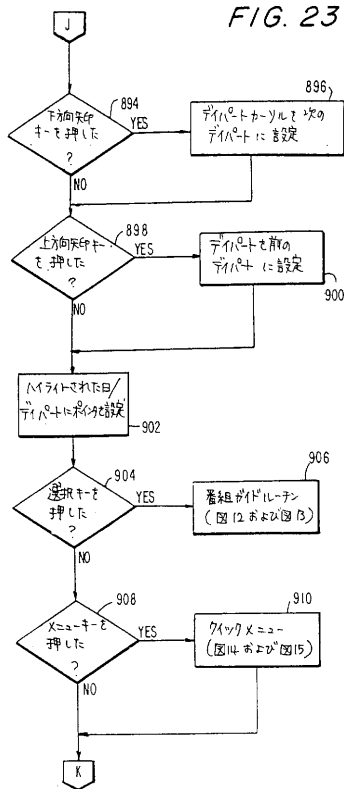 FIG. 23
J
894
下方向矢印
キーを押した
?
YES
NO
896
デイパートカーソルを次の
デイパートに設定
898
上方向矢印キー
を押した
?
YES
NO
デイパートを前の
デイパートに設定
900
ハイライトされた日/
デイパートにポインタを設定
902
904
選択キーを
押した
?
YES
NO
906
番組ガイドルーチン
(図12および図13)
908
メニューキーを
押した
?
YES
NO
910
クイックメニュー
(図14および図15)
K